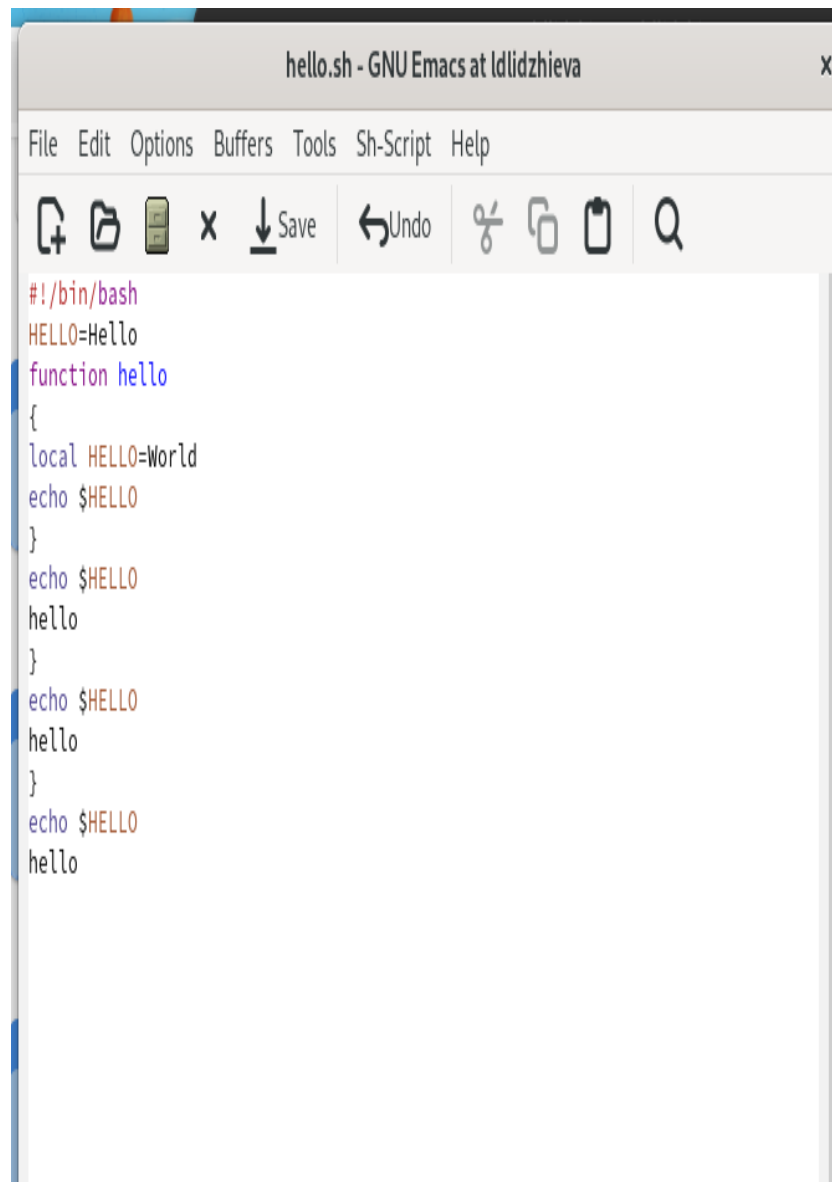 hello.sh - GNU Emacs at ldlidzhieva x
File Edit Options Buffers Tools Sh-Script Help
Save Undo
#!/bin/bash
HELLO=Hello
function hello
{
local HELLO=World
echo $HELLO
}
echo $HELLO
hello
}
echo $HELLO
hello
}
echo $HELLO
hello